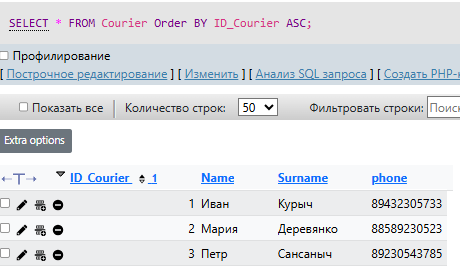 SELECT * FROM Courier Order BY ID_Courier ASC;
Профилирование
[ Построчное редактирование ] [ Изменить ] [ Анализ SQL запроса ] [ Создать PHP-
Показать все Количество строк: 50 Фильтровать строки: Поис
Extra options
←T→ ID_Courier 1 Name Surname phone
1 Иван Курыч 89432305733
2 Мария Деревянко 88589230523
3 Петр Сансаныч 89230543785